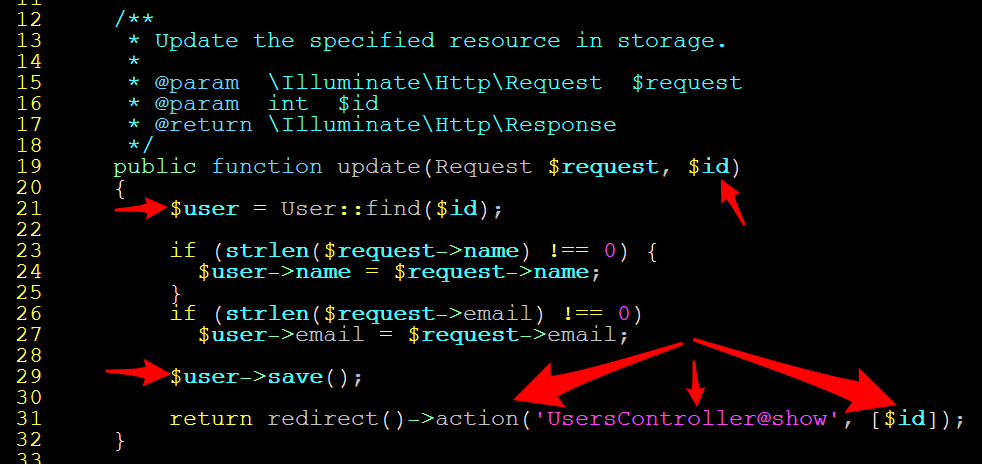 11
12 /**
13 * Update the specified resource in storage.
14 *
15 * @param \Illuminate\Http\Request $request
16 * @param int $id
17 * @return \Illuminate\Http\Response
18 */
19 public function update(Request $request, $id)
20 {
21 $user = User::find($id);
22
23 if (strlen($request->name) !== 0) {
24 $user->name = $request->name;
25 }
26 if (strlen($request->email) !== 0)
27 $user->email = $request->email;
28
29 $user->save();
30
31 return redirect()->action('UsersController@show', [$id]);
32 }
33